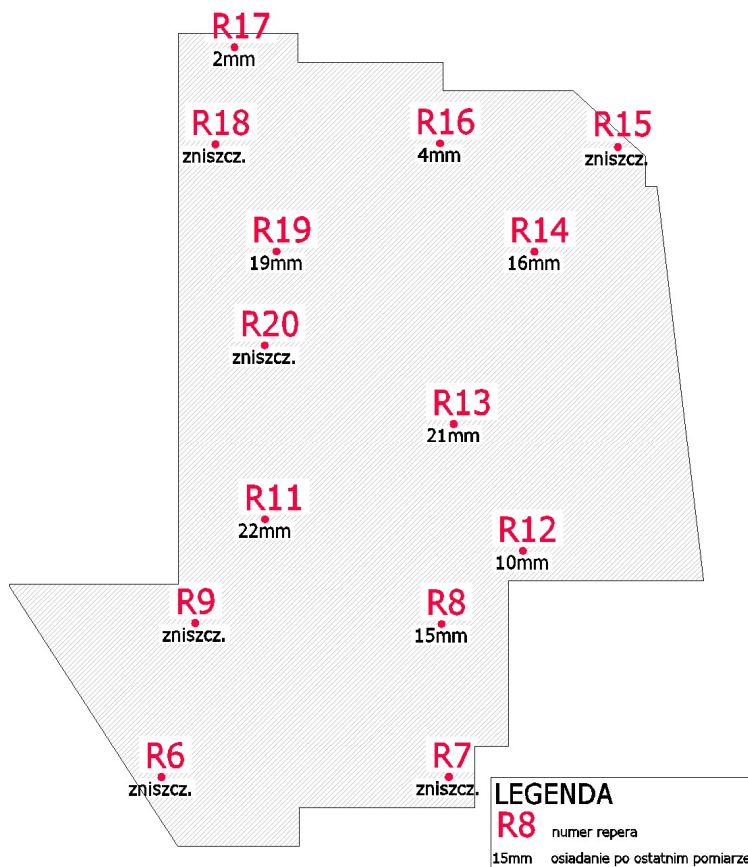 R17
2mm
R18
zniszcz.
R16
4mm
R15
zniszcz.
R19
19mm
R14
16mm
R20
zniszcz.
R13
21mm
R11
22mm
R12
10mm
R9
zniszcz.
R8
15mm
R6
zniszcz.
R7
zniszcz.
LEGENDA
R8 numer repera
15mm osiadanie po ostatnim pomiarze